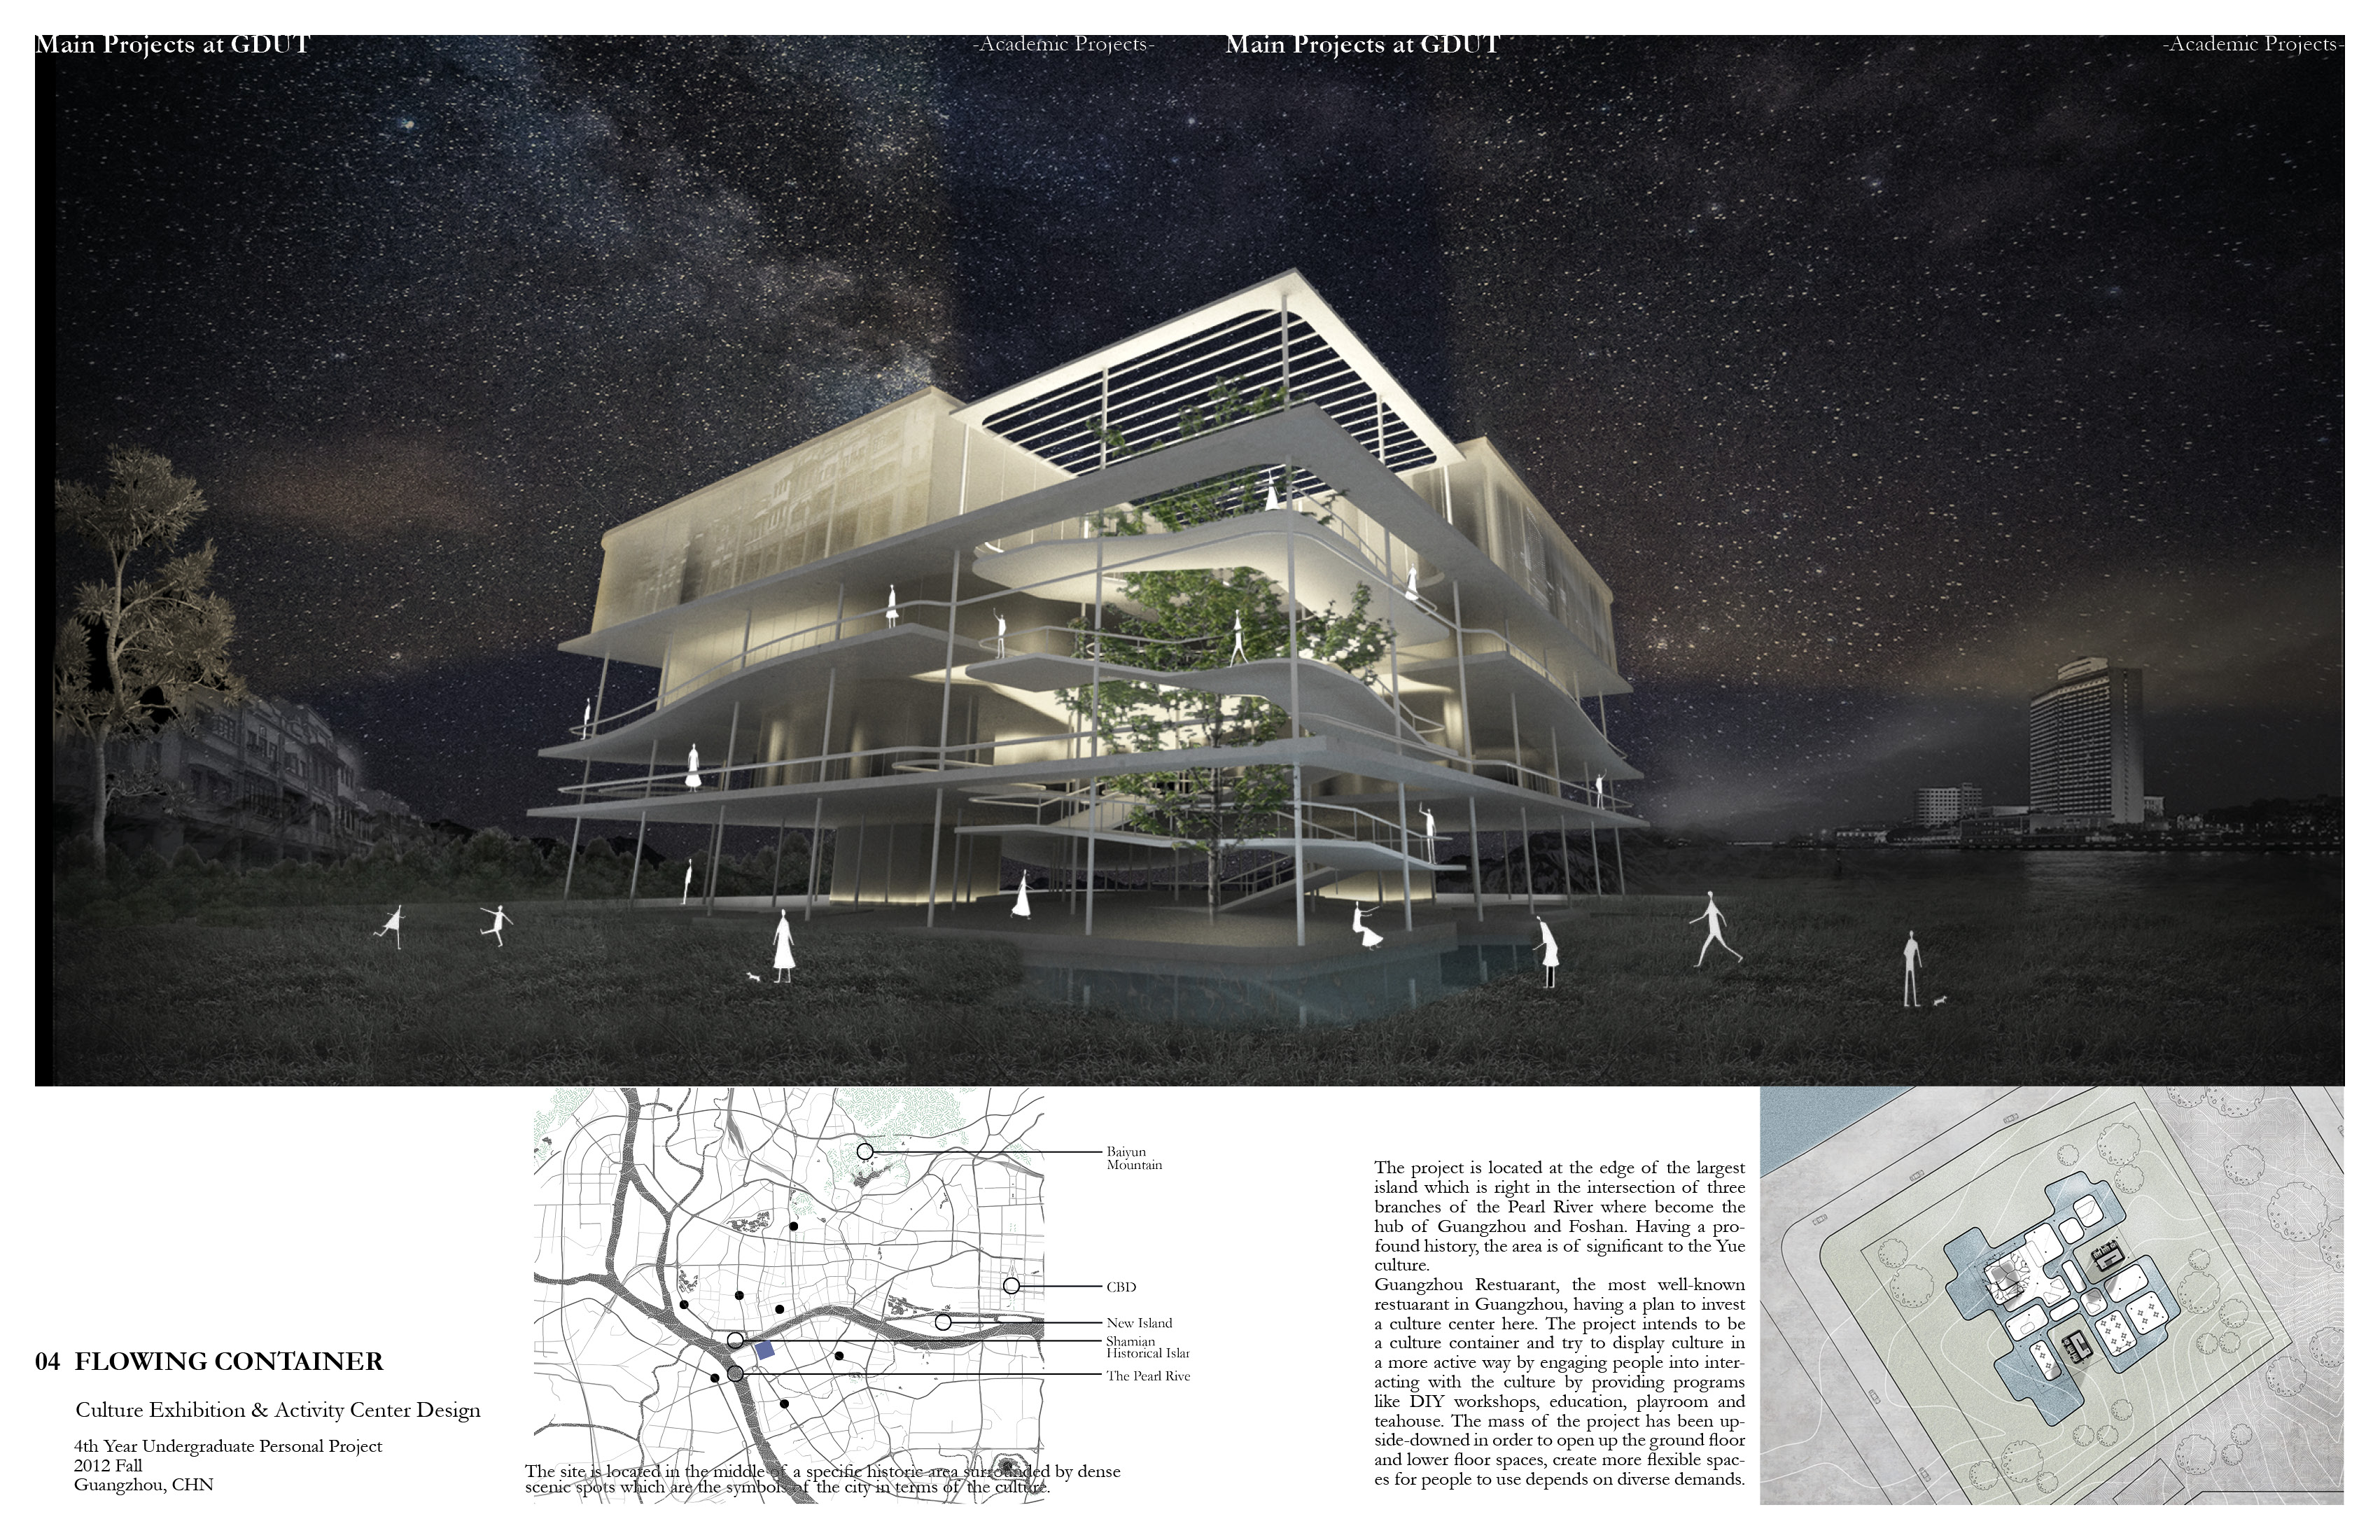 Main Projects at GDUT
-Academic Projects-
Main Projects at GDUT
-Academic Projects-
04 FLOWING CONTAINER
Culture Exhibition & Activity Center Design
4th Year Undergraduate Personal Project
2012 Fall
Guangzhou, CHN
Baiyun
Mountain
CBD
New Island
Shamian
Historical Islar
The Pearl Rive
The site is located in the middle of a specific historic area surrounded by dense
scenic spots which are the symbols of the city in terms of the culture.
The project is located at the edge of the largest
island which is right in the intersection of three
branches of the Pearl River where become the
hub of Guangzhou and Foshan. Having a pro-
found history, the area is of significant to the Yue
culture.
Guangzhou Restuarant, the most well-known
restuarant in Guangzhou, having a plan to invest
a culture center here. The project intends to be
a culture container and try to display culture in
a more active way by engaging people into inter-
acting with the culture by providing programs
like DIY workshops, education, playroom and
teahouse. The mass of the project has been up-
side-downed in order to open up the ground floor
and lower floor spaces, create more flexible spac-
es for people to use depends on diverse demands.